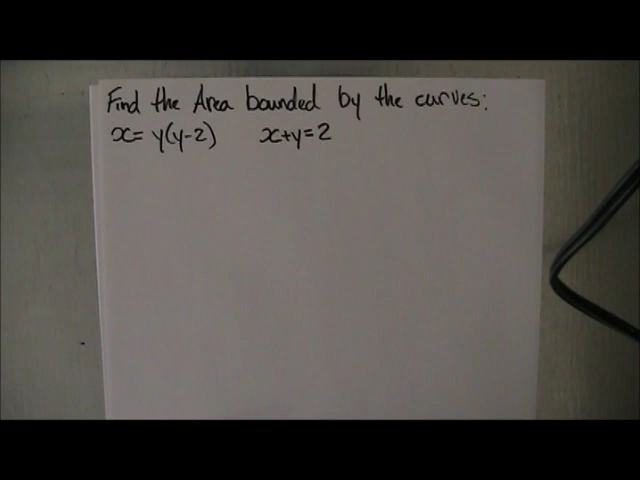 Find the Area bounded by the curves:
x= y(y-2) x+y=2